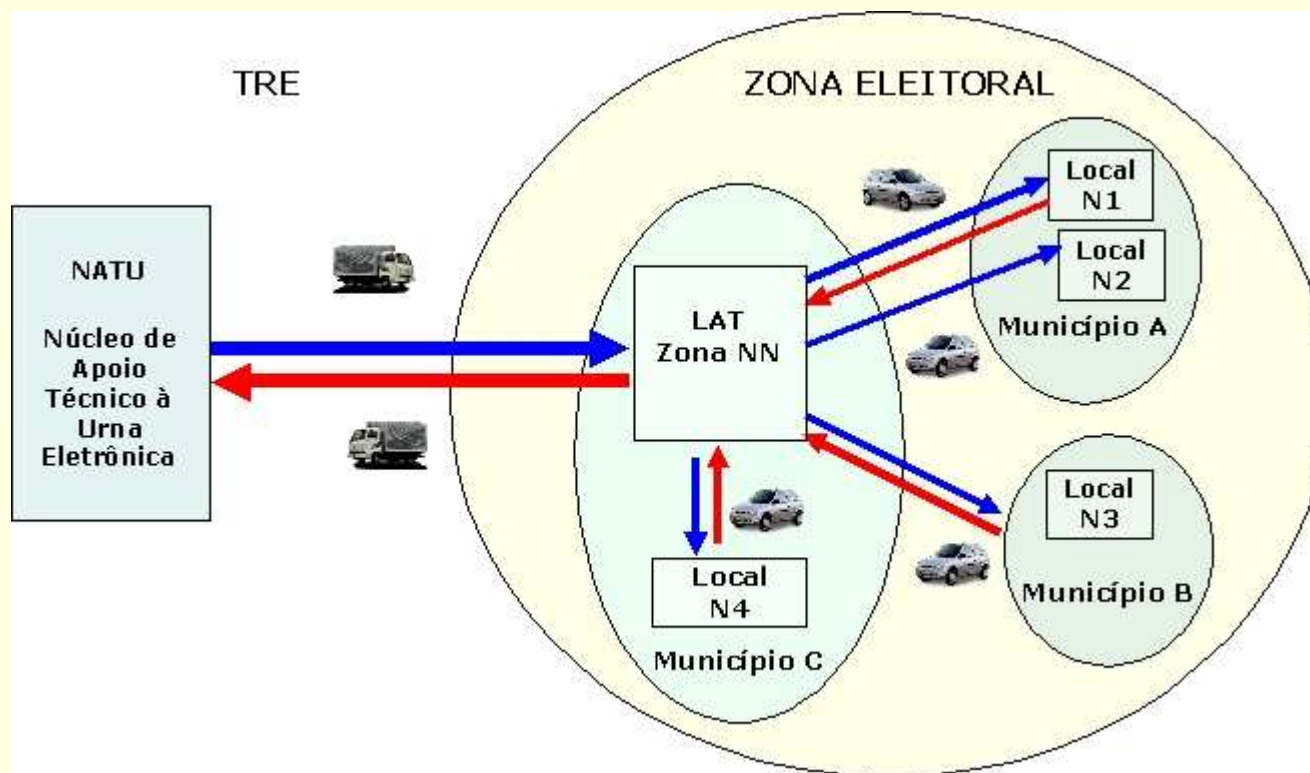 TRE
ZONA ELEITORAL
NATU
Núcleo de
Apoio
Técnico à
Urna
Eletrônica
LAT
Zona NN
Local
N1
Local
N2
Município A
Local
N3
Município B
Local
N4
Município C